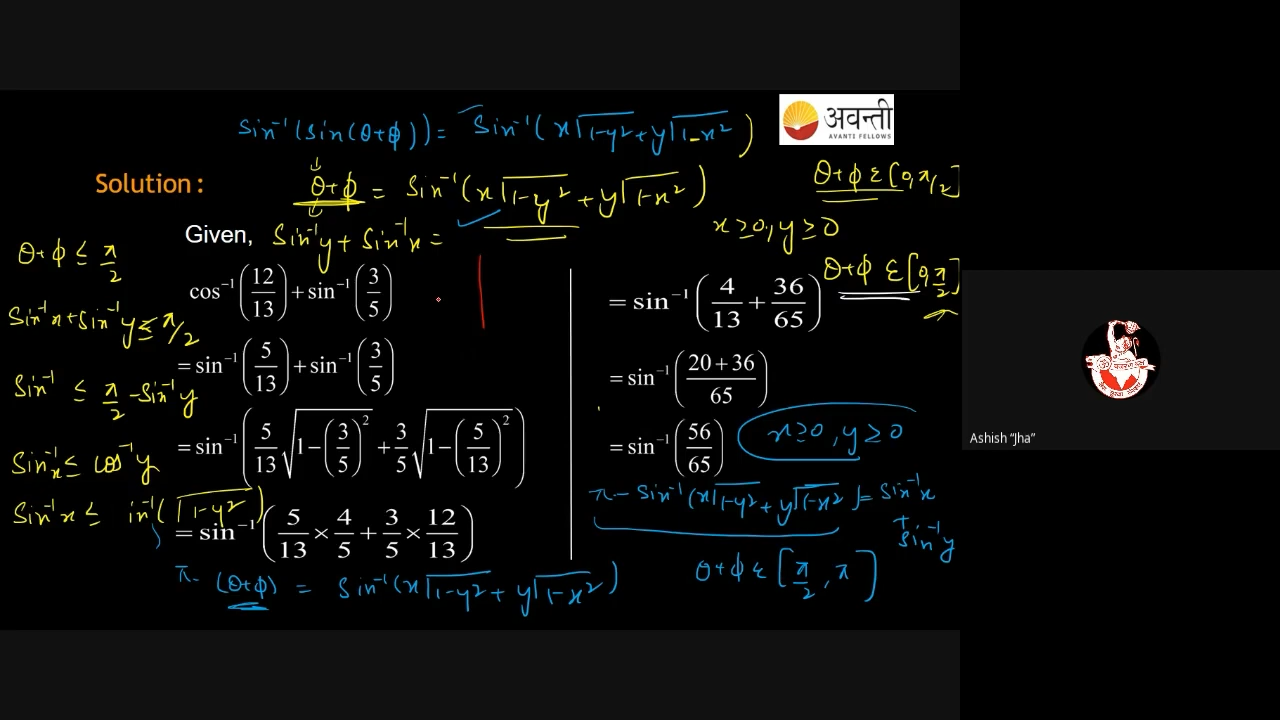 sin⁻¹(sin(θ+ϕ)) = sin⁻¹(x√1-y² + y√1-x²)
अवन्ती
AVANTI FELLOWS
Solution :
θ+ϕ = sin⁻¹(x√1-y² + y√1-x²)
θ+ϕ ε [0, π/2]
x ≥ 0, y ≥ 0
Given, sin⁻¹y + sin⁻¹x =
θ+ϕ ε [0, π/2]
θ+ϕ ≤ π/2
sin⁻¹x + sin⁻¹y ≤ π/2
sin⁻¹ ≤ π/2 - sin⁻¹y
sin⁻¹x ≤ cos⁻¹y
sin⁻¹x ≤ in⁻¹(√1-y²)
cos⁻¹(12/13) + sin⁻¹(3/5)
= sin⁻¹(5/13) + sin⁻¹(3/5)
= sin⁻¹(5/13 √(1-(3/5)²) + 3/5 √(1-(5/13)²))
= sin⁻¹(5/13 × 4/5 + 3/5 × 12/13)
π - (θ+ϕ) = sin⁻¹(x√1-y² + y√1-x²)
= sin⁻¹(4/13 + 36/65)
= sin⁻¹((20+36)/65)
= sin⁻¹(56/65)
x ≥ 0, y ≥ 0
π - sin⁻¹(x√1-y² + y√1-x²) = sin⁻¹x
+ sin⁻¹y
θ+ϕ ε [π/2, π]
Ashish “Jha”